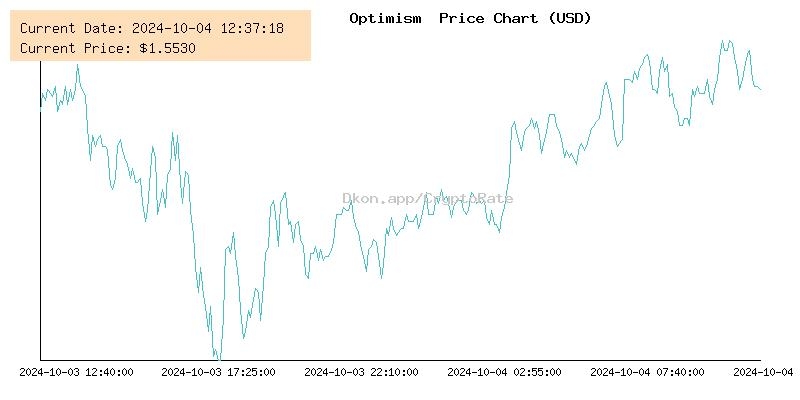 Optimism Price Chart (USD)
Current Date: 2024-10-04 12:37:18
Current Price: $1.5530
Dkon.app/CryptoRate
2024-10-03 12:40:00 2024-10-03 17:25:00 2024-10-03 22:10:00 2024-10-04 02:55:00 2024-10-04 07:40:00 2024-10-04